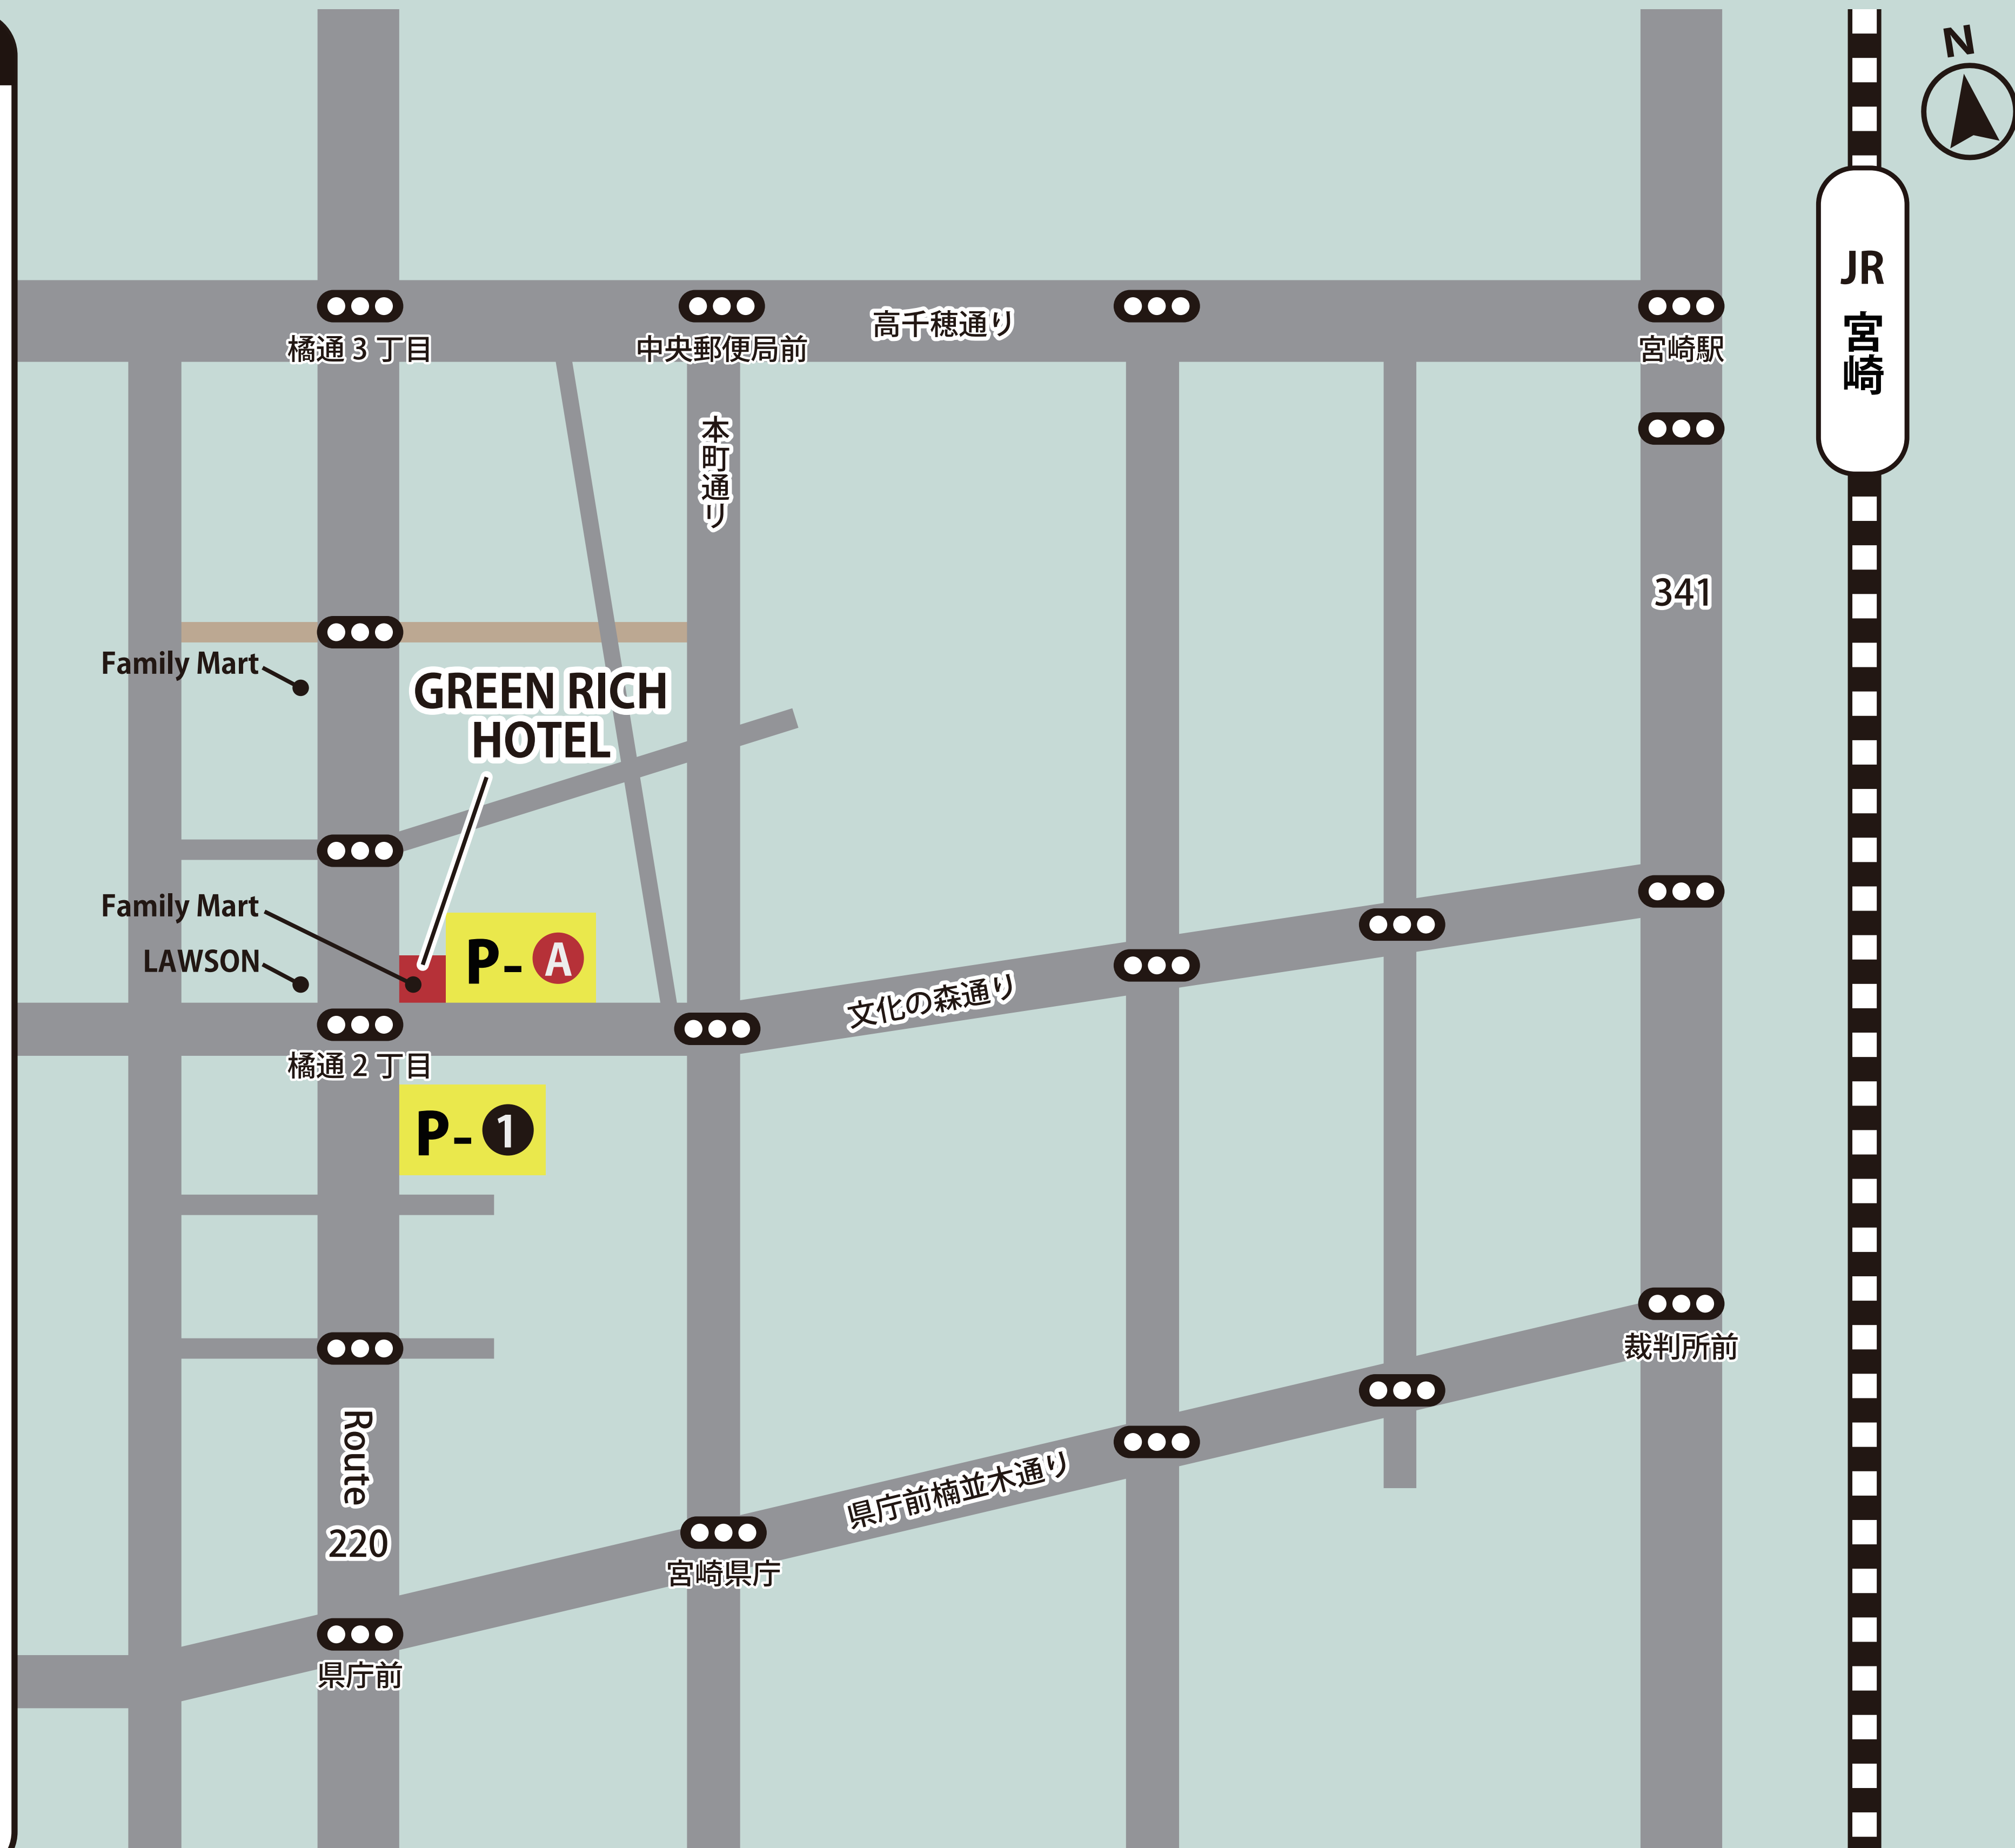 N
JR
宮崎
橘通 3 丁目
中央郵便局前
高千穂通り
宮崎駅
本町通り
341
Family Mart
GREEN RICH
HOTEL
Family Mart
LAWSON
P- A
文化の森通り
橘通 2 丁目
P- 1
裁判所前
Route
220
県庁前楠並木通り
宮崎県庁
県庁前